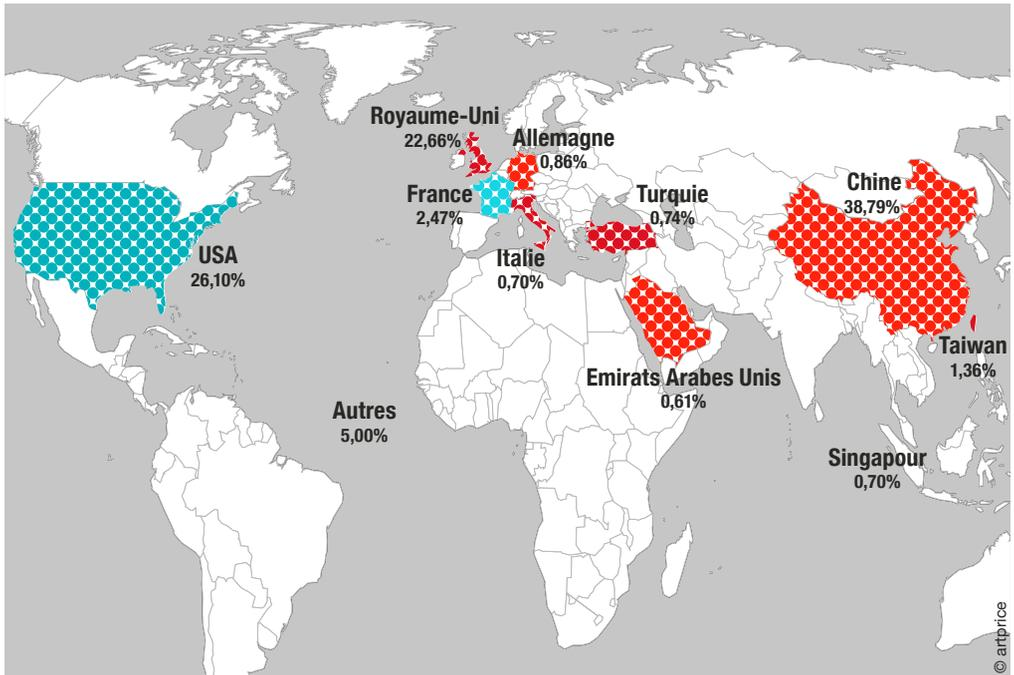 Royaume-Uni
22,66%
Allemagne
0,86%
France
2,47%
Turquie
0,74%
Chine
38,79%
USA
26,10%
Italie
0,70%
Taiwan
1,36%
Emirats Arabes Unis
0,61%
Autres
5,00%
Singapour
0,70%
© artprice